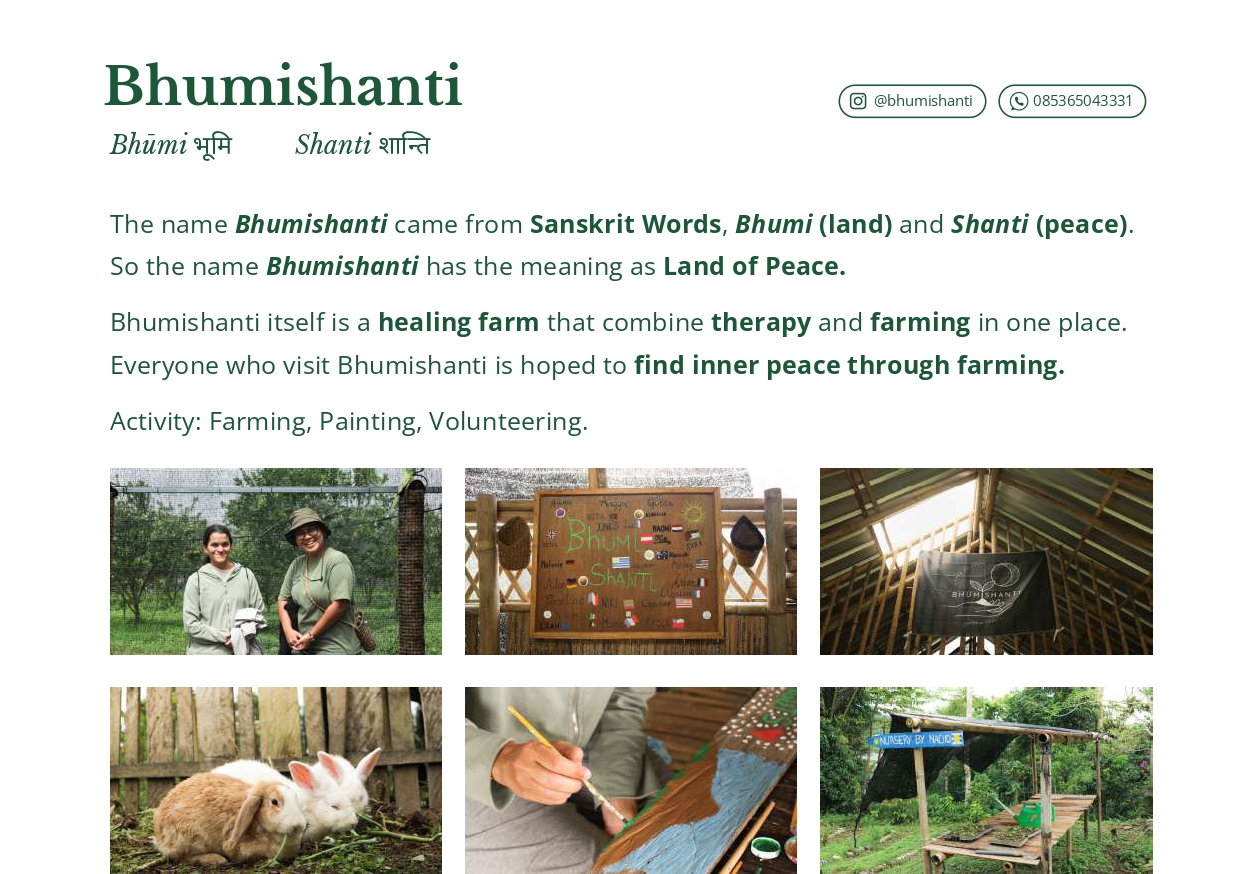 Bhumishanti
@bhumishanti
085365043331
Bhūmi भूमि
Shanti शान्ति
The name Bhumishanti came from Sanskrit Words, Bhumi (land) and Shanti (peace).
So the name Bhumishanti has the meaning as Land of Peace.
Bhumishanti itself is a healing farm that combine therapy and farming in one place.
Everyone who visit Bhumishanti is hoped to find inner peace through farming.
Activity: Farming, Painting, Volunteering.
BHUMI
SHANTI
NAOMI
BHUMISHANTI
NURSERY BY NACHO